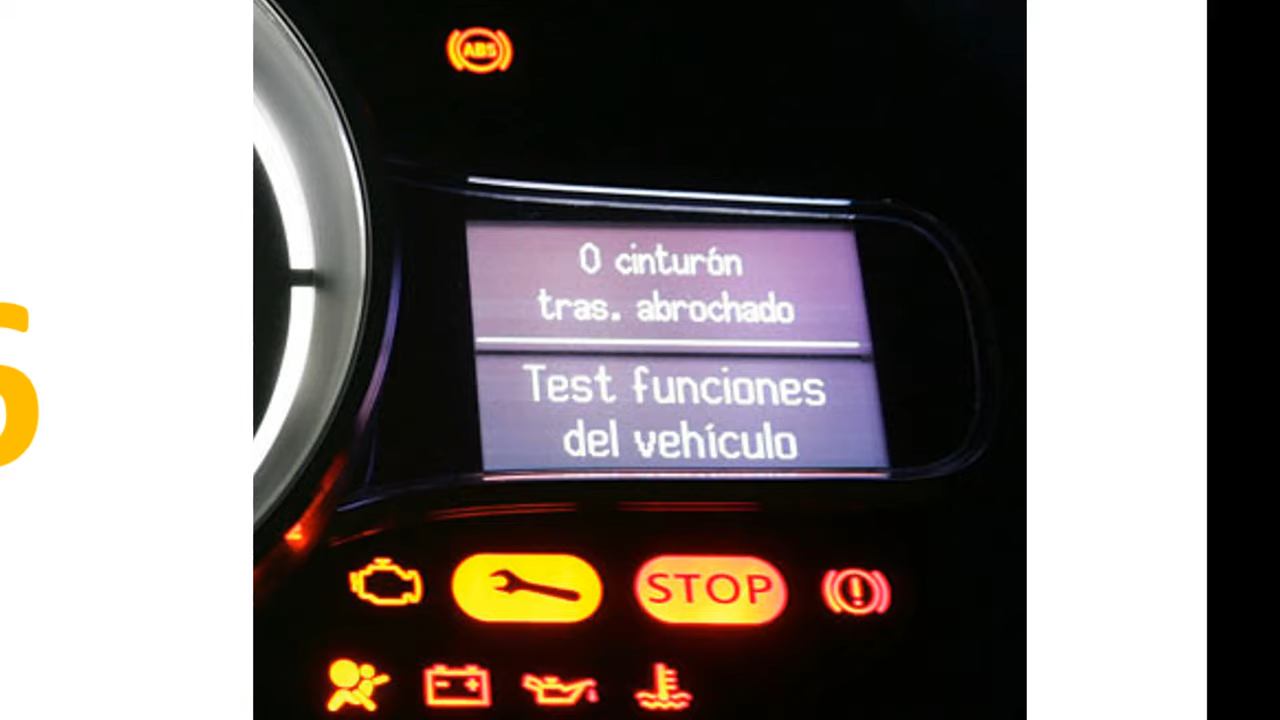 ABS
0 cinturón
tras. abrochado
Test funciones
del vehículo
STOP